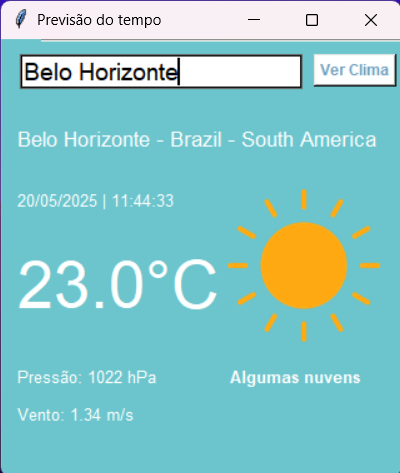 Previsão do tempo
Belo Horizonte
Ver Clima
Belo Horizonte - Brazil - South America
20/05/2025 | 11:44:33
23.0°C
Pressão: 1022 hPa
Algumas nuvens
Vento: 1.34 m/s